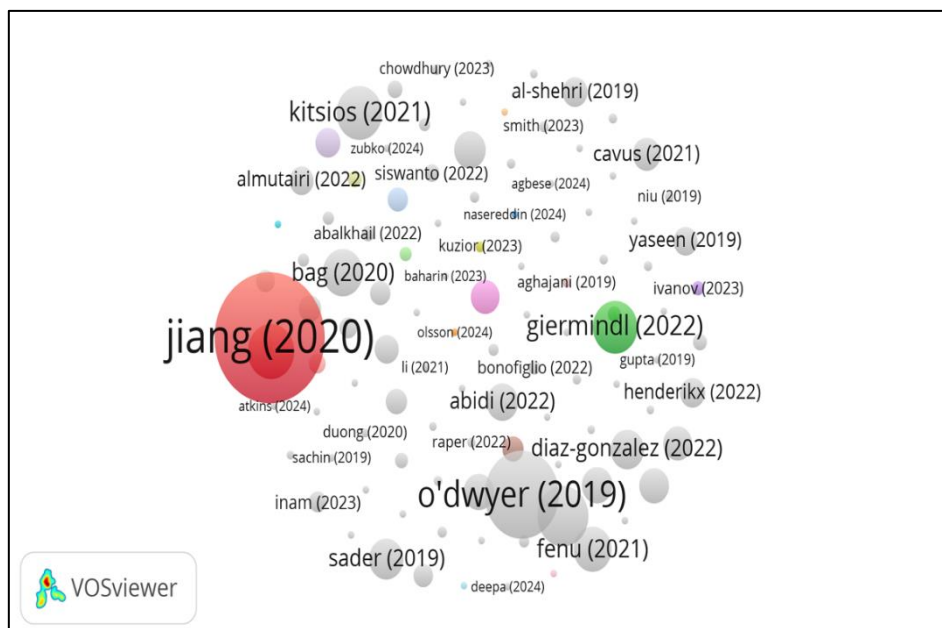 chowdhury (2023)
al-shehri (2019)
kitsios (2021)
smith (2023)
zubko (2024)
cavus (2021)
almutairi (2022)
siswanto (2022)
agbese (2024)
niu (2019)
nasereddin (2024)
abalkhail (2022)
kuzior (2023)
yaseen (2019)
bag (2020)
baharin (2023)
aghajani (2019)
ivanov (2023)
jiang (2020)
olsson (2024)
giermindl (2022)
li (2021)
bonofiglio (2022)
gupta (2019)
henderikx (2022)
atkins (2024)
abidi (2022)
duong (2020)
raper (2022)
diaz-gonzalez (2022)
sachin (2019)
inam (2023)
o'dwyer (2019)
sader (2019)
fenu (2021)
deepa (2024)
VOSviewer